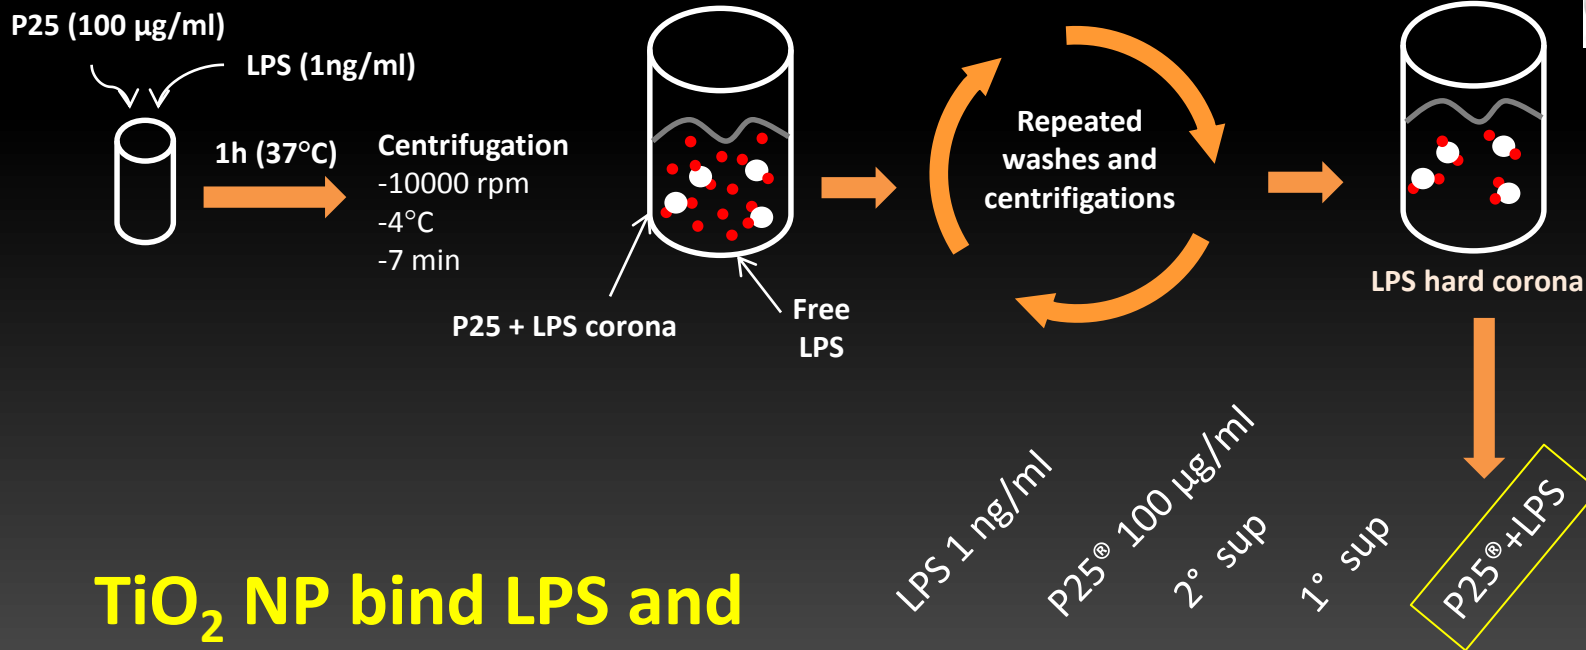 P25 (100 µg/ml)
LPS (1ng/ml)
1h (37°C)
Centrifugation
-10000 rpm
-4°C
-7 min
P25 + LPS corona
Free
LPS
Repeated
washes and
centrifigations
LPS hard corona
LPS 1 ng/ml
P25® 100 µg/ml
2° sup
1° sup
P25®+LPS
TiO₂ NP bind LPS and